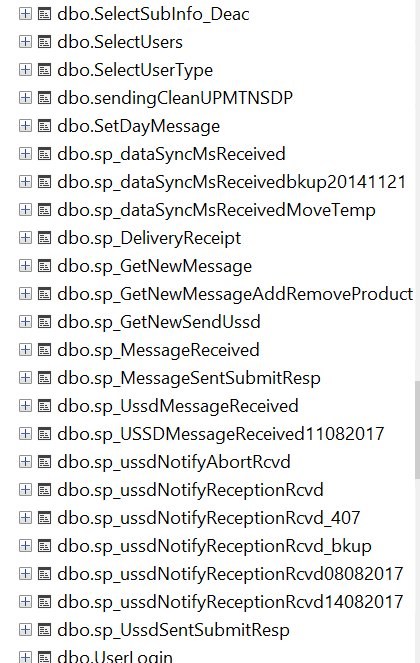 dbo.SelectSubInfo_Deac
dbo.SelectUsers
dbo.SelectUserType
dbo.sendingCleanUPMTNSDP
dbo.SetDayMessage
dbo.sp_dataSyncMsReceived
dbo.sp_dataSyncMsReceivedbkup20141121
dbo.sp_dataSyncMsReceivedMoveTemp
dbo.sp_DeliveryReceipt
dbo.sp_GetNewMessage
dbo.sp_GetNewMessageAddRemoveProduct
dbo.sp_GetNewSendUssd
dbo.sp_MessageReceived
dbo.sp_MessageSentSubmitResp
dbo.sp_UssdMessageReceived
dbo.sp_USSDMessageReceived11082017
dbo.sp_ussdNotifyAbortRcvd
dbo.sp_ussdNotifyReceptionRcvd
dbo.sp_ussdNotifyReceptionRcvd_407
dbo.sp_ussdNotifyReceptionRcvd_bkup
dbo.sp_ussdNotifyReceptionRcvd08082017
dbo.sp_ussdNotifyReceptionRcvd14082017
dbo.sp_UssdSentSubmitResp
dbo.UserLogin